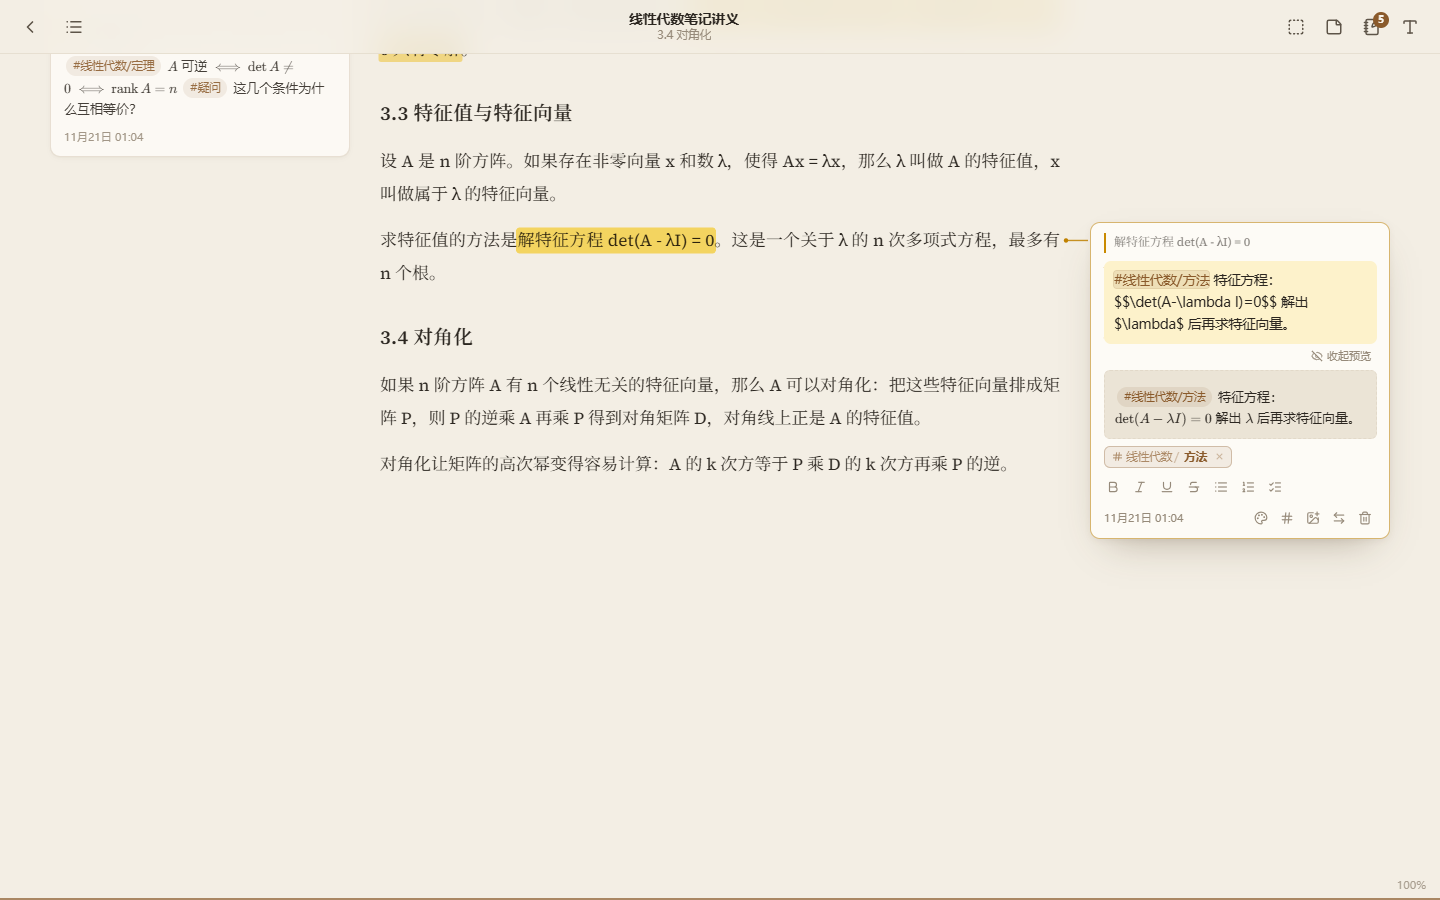 线性代数笔记讲义
3.4 对角化
5
#线性代数/定理 A 可逆 ⟺ det A ≠
0 ⟺ rank A = n #疑问 这几个条件为什
么互相等价?
11月21日 01:04
3.3 特征值与特征向量
设 A 是 n 阶方阵。如果存在非零向量 x 和数 λ，使得 Ax = λx，那么 λ 叫做 A 的特征值，x
叫做属于 λ 的特征向量。
求特征值的方法是解特征方程 det(A - λI) = 0。这是一个关于 λ 的 n 次多项式方程，最多有
n 个根。
3.4 对角化
如果 n 阶方阵 A 有 n 个线性无关的特征向量，那么 A 可以对角化：把这些特征向量排成矩
阵 P，则 P 的逆乘 A 再乘 P 得到对角矩阵 D，对角线上正是 A 的特征值。
对角化让矩阵的高次幂变得容易计算：A 的 k 次方等于 P 乘 D 的 k 次方再乘 P 的逆。
解特征方程 det(A - λI) = 0
#线性代数/方法 特征方程：
$$\det(A-\lambda I)=0$$ 解出
$\lambda$ 后再求特征向量。
收起预览
#线性代数/方法 特征方程：
det(A − λI) = 0 解出 λ 后再求特征向量。
# 线性代数 / 方法 ×
B I U S
11月21日 01:04
100%